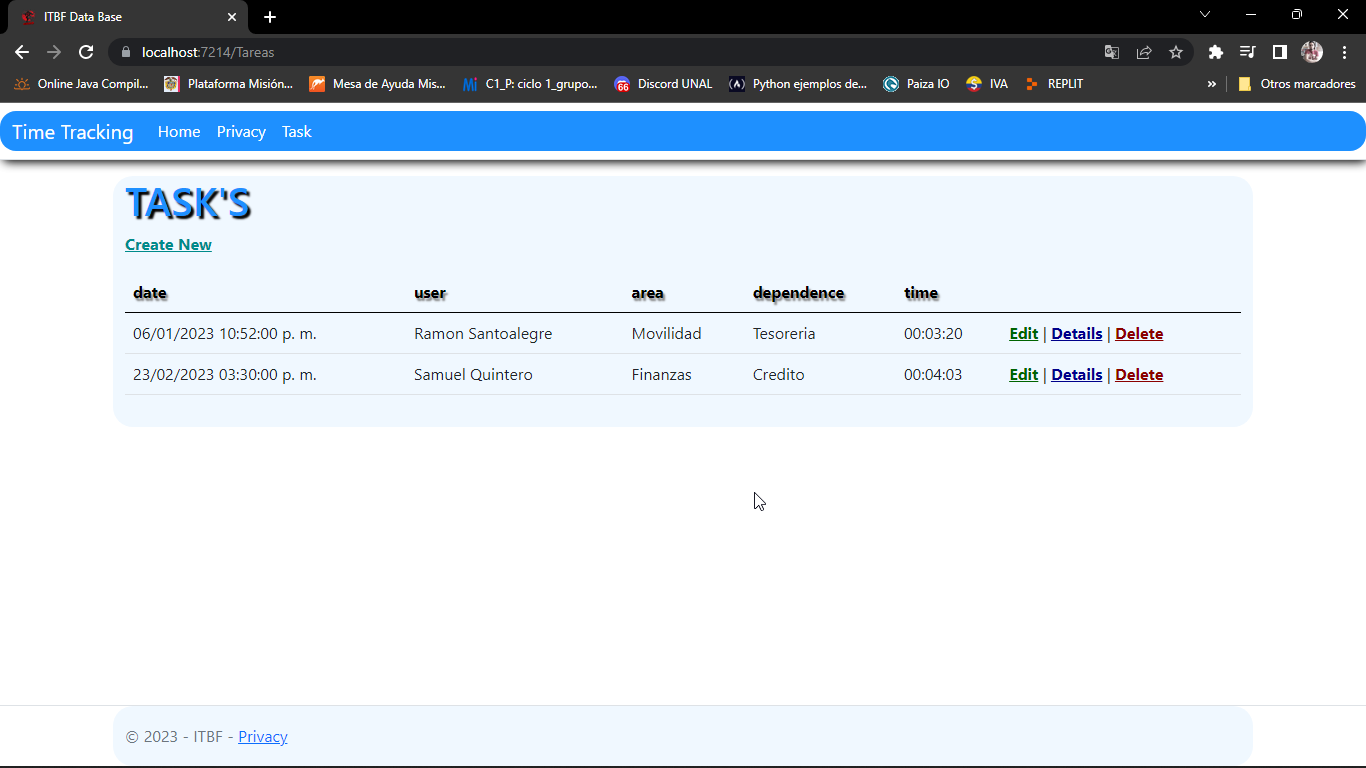 ITBF Data Base
localhost:7214/Tareas
Online Java Compil... Plataforma Misión... Mesa de Ayuda Mis... C1_P: ciclo 1_grupo... Discord UNAL Python ejemplos de... Paiza IO IVA REPLIT » Otros marcadores
Time Tracking Home Privacy Task
TASK'S
Create New
date user area dependence time
06/01/2023 10:52:00 p. m. Ramon Santoalegre Movilidad Tesoreria 00:03:20 Edit | Details | Delete
23/02/2023 03:30:00 p. m. Samuel Quintero Finanzas Credito 00:04:03 Edit | Details | Delete
© 2023 - ITBF - Privacy